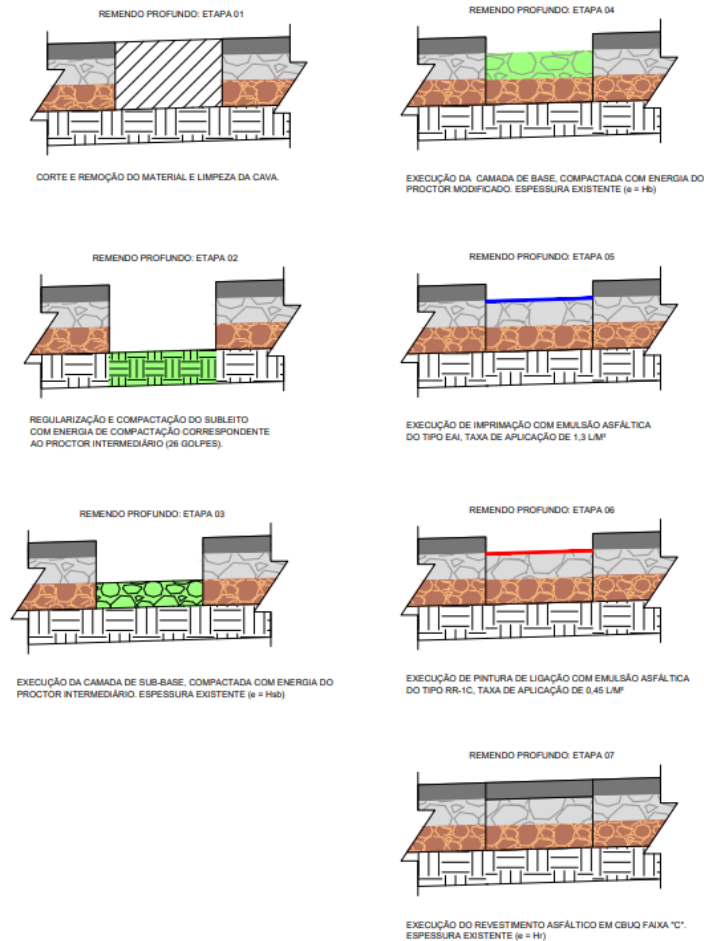 REMENDO PROFUNDO: ETAPA 01
CORTE E REMOÇÃO DO MATERIAL E LIMPEZA DA CAVA.
REMENDO PROFUNDO: ETAPA 02
REGULARIZAÇÃO E COMPACTAÇÃO DO SUBLEITO
COM ENERGIA DE COMPACTAÇÃO CORRESPONDENTE
AO PROCTOR INTERMEDIÁRIO (26 GOLPES).
REMENDO PROFUNDO: ETAPA 03
EXECUÇÃO DA CAMADA DE SUB-BASE, COMPACTADA COM ENERGIA DO
PROCTOR INTERMEDIÁRIO. ESPESSURA EXISTENTE (e = Hsb)
REMENDO PROFUNDO: ETAPA 04
EXECUÇÃO DA CAMADA DE BASE, COMPACTADA COM ENERGIA DO
PROCTOR MODIFICADO. ESPESSURA EXISTENTE (e = Hb)
REMENDO PROFUNDO: ETAPA 05
EXECUÇÃO DE IMPRIMAÇÃO COM EMULSÃO ASFÁLTICA
DO TIPO EAI, TAXA DE APLICAÇÃO DE 1,3 L/M²
REMENDO PROFUNDO: ETAPA 06
EXECUÇÃO DE PINTURA DE LIGAÇÃO COM EMULSÃO ASFÁLTICA
DO TIPO RR-1C, TAXA DE APLICAÇÃO DE 0,45 L/M²
REMENDO PROFUNDO: ETAPA 07
EXECUÇÃO DO REVESTIMENTO ASFÁLTICO EM CBUQ FAIXA "C".
ESPESSURA EXISTENTE (e = Hr)